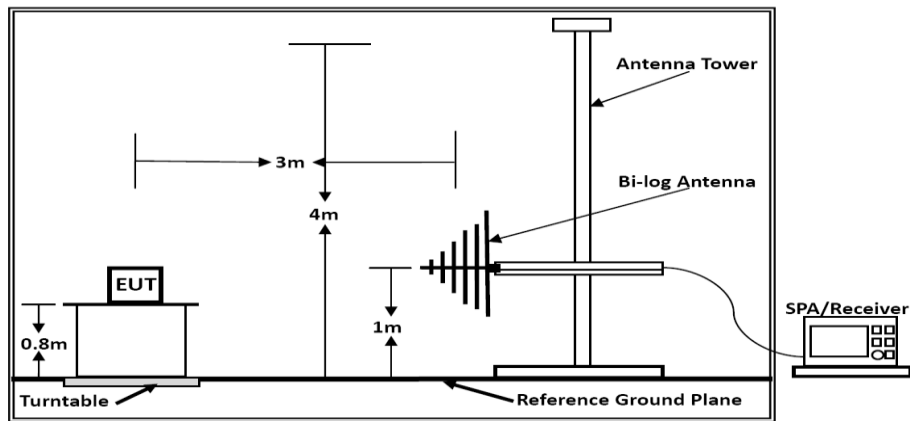 Antenna Tower
3m
Bi-log Antenna
4m
EUT
SPA/Receiver
1m
0.8m
Turntable
Reference Ground Plane